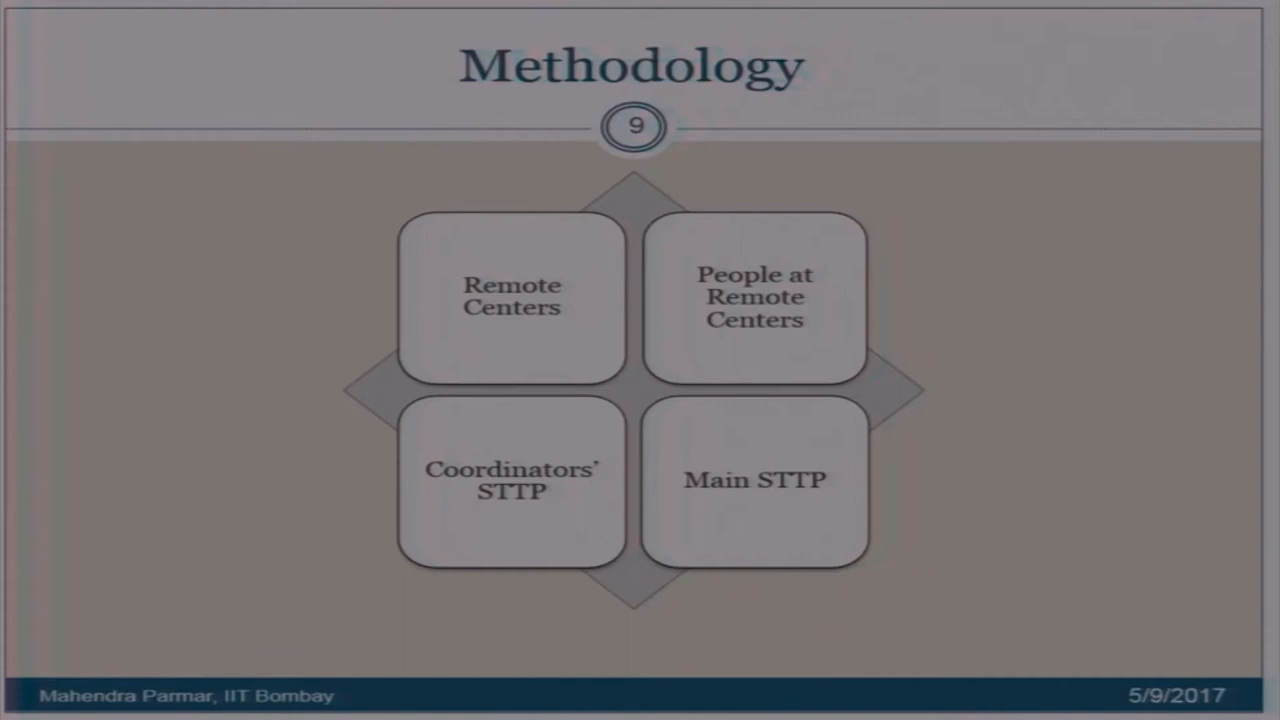 Methodology
9
Remote
Centers
People at
Remote
Centers
Coordinators'
STTP
Main STTP
Mahendra Parmar, IIT Bombay
5/9/2017